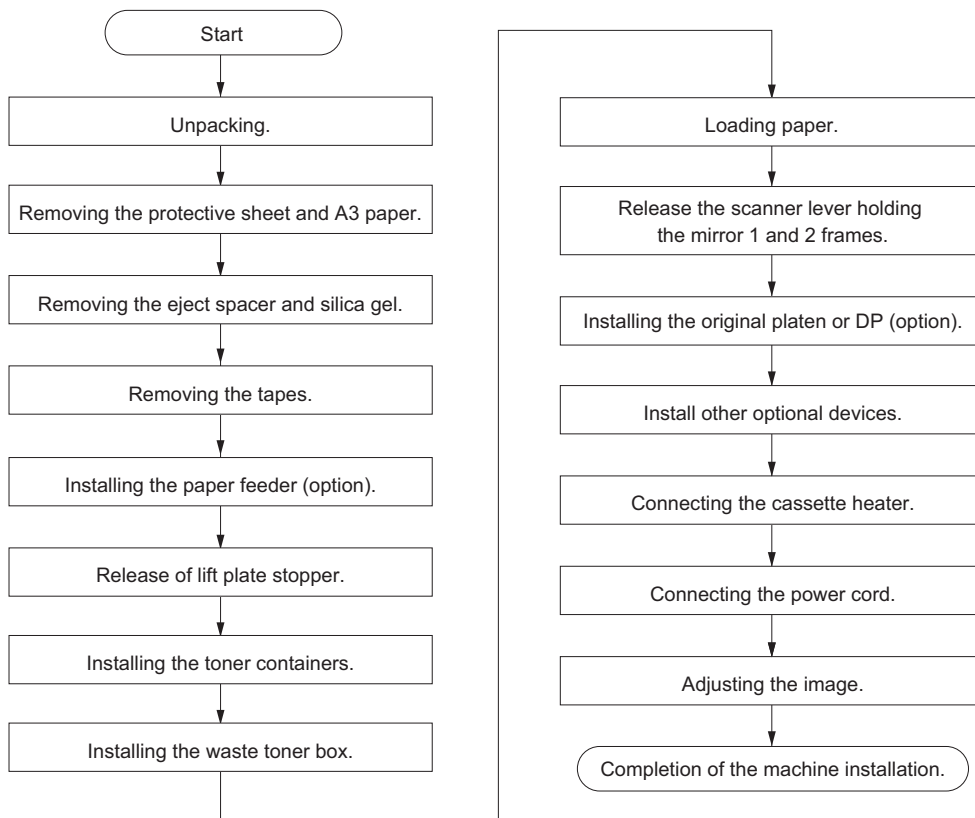 Start
Unpacking.
Removing the protective sheet and A3 paper.
Removing the eject spacer and silica gel.
Removing the tapes.
Installing the paper feeder (option).
Release of lift plate stopper.
Installing the toner containers.
Installing the waste toner box.
Loading paper.
Release the scanner lever holding
the mirror 1 and 2 frames.
Installing the original platen or DP (option).
Install other optional devices.
Connecting the cassette heater.
Connecting the power cord.
Adjusting the image.
Completion of the machine installation.